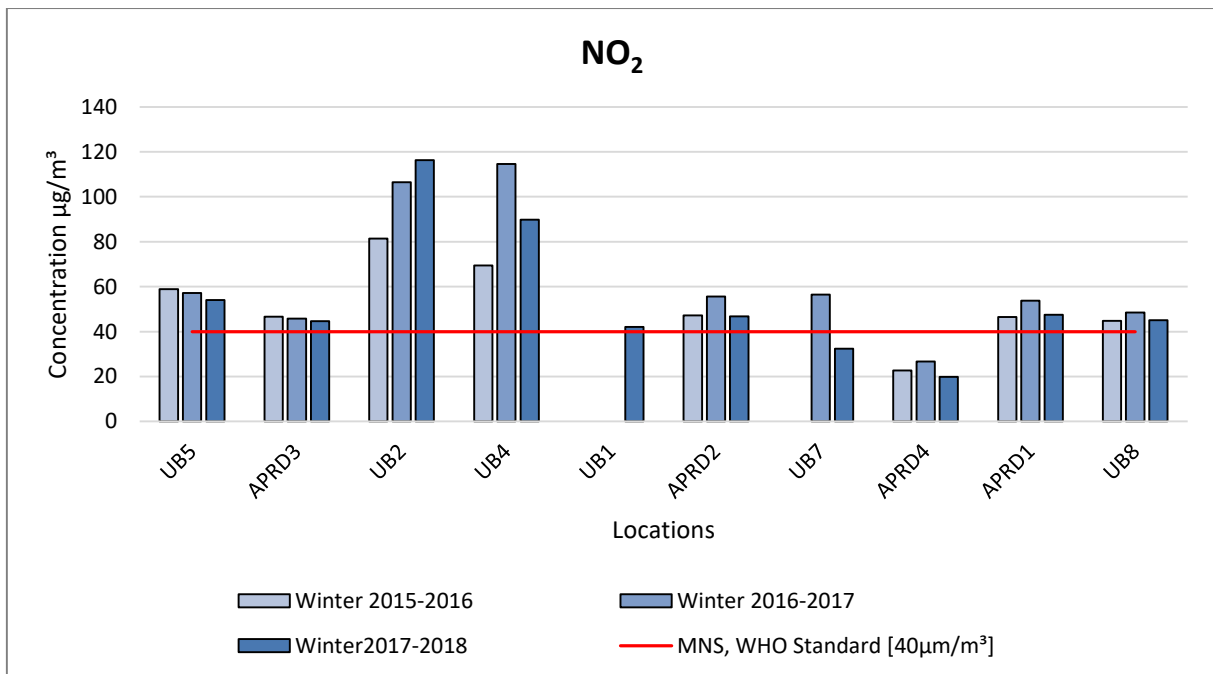 NO₂
Concentration µg/m³
140
120
100
80
60
40
20
0
UB5
APRD3
UB2
UB4
UB1
APRD2
UB7
APRD4
APRD1
UB8
Locations
Winter 2015-2016
Winter 2016-2017
Winter2017-2018
MNS, WHO Standard [40µm/m³]